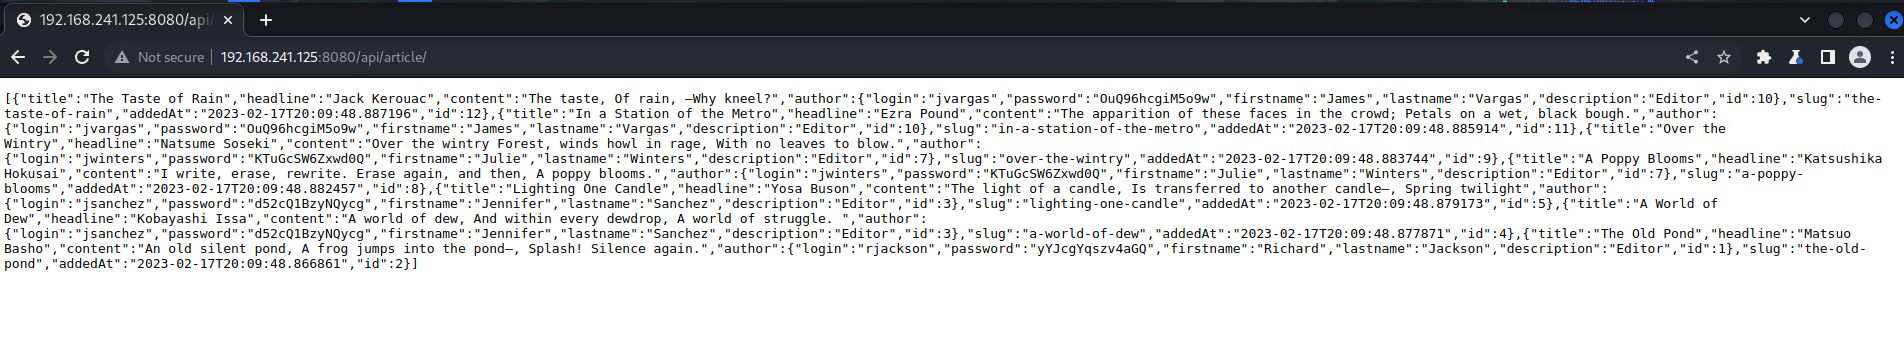 192.168.241.125:8080/api/
Not secure
192.168.241.125:8080/api/article/
[{"title":"The Taste of Rain","headline":"Jack Kerouac","content":"The taste, Of rain, —Why kneel?","author":{"login":"jvargas","password":"OuQ96hcgiM5o9w","firstname":"James","lastname":"Vargas","description":"Editor","id":10},"slug":"the-
taste-of-rain","addedAt":"2023-02-17T20:09:48.887196","id":12},{"title":"In a Station of the Metro","headline":"Ezra Pound","content":"The apparition of these faces in the crowd; Petals on a wet, black bough.","author":
{"login":"jvargas","password":"OuQ96hcgiM5o9w","firstname":"James","lastname":"Vargas","description":"Editor","id":10},"slug":"in-a-station-of-the-metro","addedAt":"2023-02-17T20:09:48.885914","id":11},{"title":"Over the
Wintry","headline":"Natsume Soseki","content":"Over the wintry Forest, winds howl in rage, With no leaves to blow.","author":
{"login":"jwinters","password":"KTuGcSW6Zxwd0Q","firstname":"Julie","lastname":"Winters","description":"Editor","id":7},"slug":"over-the-wintry","addedAt":"2023-02-17T20:09:48.883744","id":9},{"title":"A Poppy Blooms","headline":"Katsushika
Hokusai","content":"I write, erase, rewrite. Erase again, and then, A poppy blooms.","author":{"login":"jwinters","password":"KTuGcSW6Zxwd0Q","firstname":"Julie","lastname":"Winters","description":"Editor","id":7},"slug":"a-poppy-
blooms","addedAt":"2023-02-17T20:09:48.882457","id":8},{"title":"Lighting One Candle","headline":"Yosa Buson","content":"The light of a candle, Is transferred to another candle—, Spring twilight","author":
{"login":"jsanchez","password":"d52cQ1BzyNQycg","firstname":"Jennifer","lastname":"Sanchez","description":"Editor","id":3},"slug":"lighting-one-candle","addedAt":"2023-02-17T20:09:48.879173","id":5},{"title":"A World of
Dew","headline":"Kobayashi Issa","content":"A world of dew, And within every dewdrop, A world of struggle. ","author":
{"login":"jsanchez","password":"d52cQ1BzyNQycg","firstname":"Jennifer","lastname":"Sanchez","description":"Editor","id":3},"slug":"a-world-of-dew","addedAt":"2023-02-17T20:09:48.877871","id":4},{"title":"The Old Pond","headline":"Matsuo
Basho","content":"An old silent pond, A frog jumps into the pond—, Splash! Silence again.","author":{"login":"rjackson","password":"yYJcgYqszv4aGQ","firstname":"Richard","lastname":"Jackson","description":"Editor","id":1},"slug":"the-old-
pond","addedAt":"2023-02-17T20:09:48.866861","id":2}]